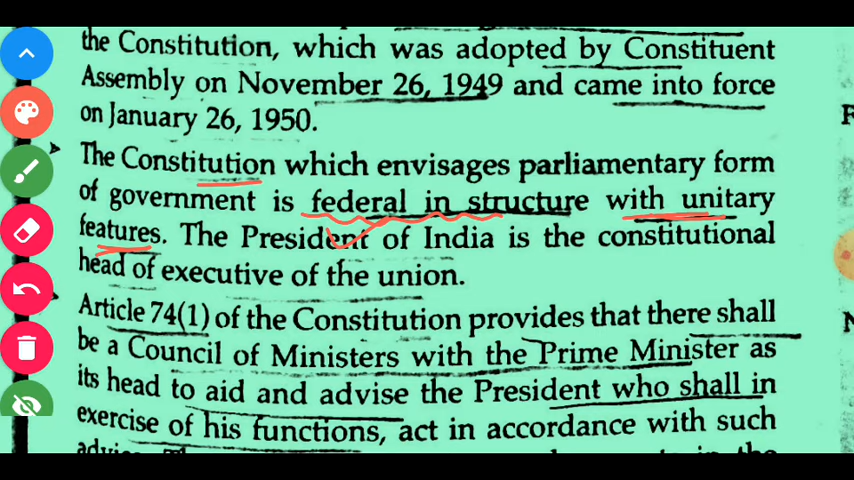 the Constitution, which was adopted by Constituent
Assembly on November 26, 1949 and came into force
on January 26, 1950.
The Constitution which envisages parliamentary form
of government is federal in structure with unitary
features. The President of India is the constitutional
head of executive of the union.
Article 74(1) of the Constitution provides that there shall
be a Council of Ministers with the Prime Minister as
its head to aid and advise the President who shall in
exercise of his functions, act in accordance with such